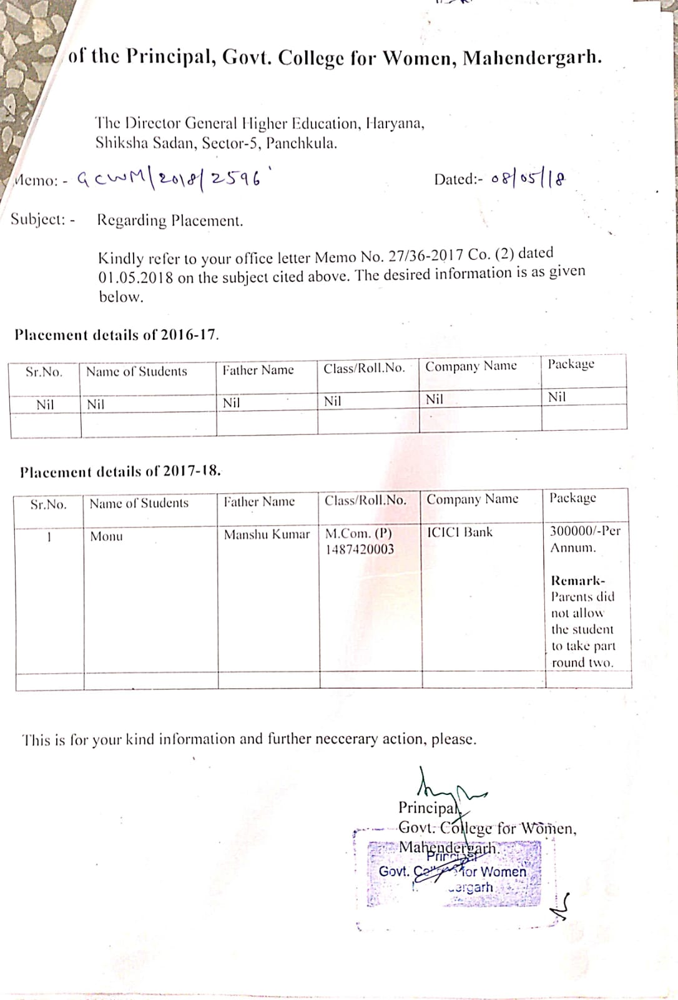 of the Principal, Govt. College for Women, Mahendergarh.
The Director General Higher Education, Haryana,
Shiksha Sadan, Sector-5, Panchkula.
Memo: - GCWM/2018/2596 Dated:- 08/05/18
Subject: - Regarding Placement.
Kindly refer to your office letter Memo No. 27/36-2017 Co. (2) dated
01.05.2018 on the subject cited above. The desired information is as given
below.
Placement details of 2016-17.
Sr.No. Name of Students Father Name Class/Roll.No. Company Name Package
Nil Nil Nil Nil Nil Nil
Placement details of 2017-18.
Sr.No. Name of Students Father Name Class/Roll.No. Company Name Package
1 Monu Manshu Kumar M.Com. (P) ICICI Bank 300000/-Per
1487420003 Annum.
Remark-
Parents did
not allow
the student
to take part
round two.
This is for your kind information and further neccerary action, please.
Principal
Govt. College for Women,
Mahendergarh.
Principal
Govt. for Women
ergarh